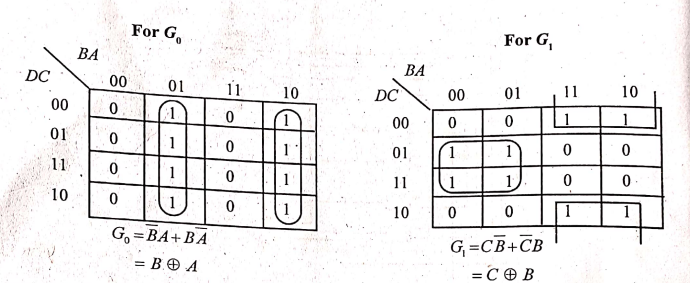 For G₀
BA
DC
00 01 11 10
00 0 1 0 1
01 0 1 0 1
11 0 1 0 1
10 0 1 0 1
G₀ = B̅A + BA̅
= B ⊕ A
For G₁
BA
DC
00 01 11 10
00 0 0 1 1
01 1 1 0 0
11 1 1 0 0
10 0 0 1 1
G₁ = CB̅ + C̅B
= C ⊕ B